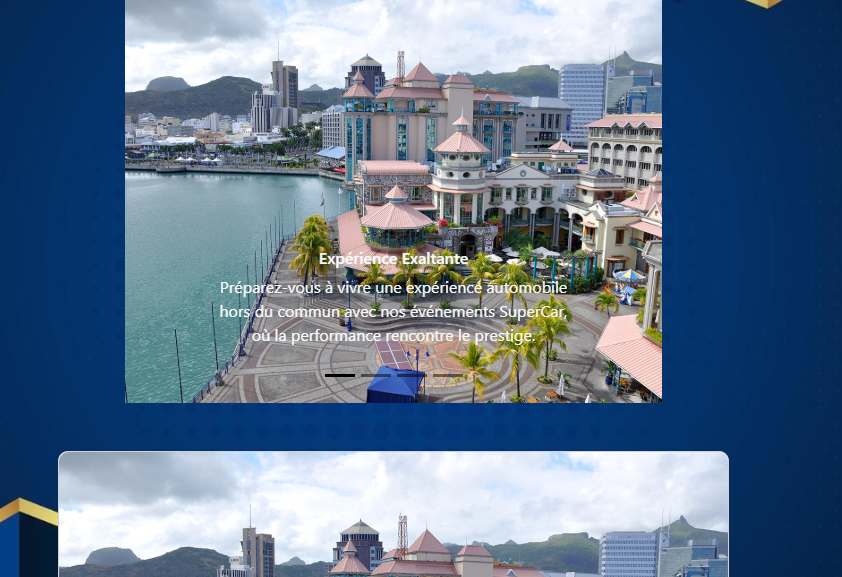 Expérience Exaltante
Préparez-vous à vivre une expérience automobile
hors du commun avec nos événements SuperCar,
où la performance rencontre le prestige.